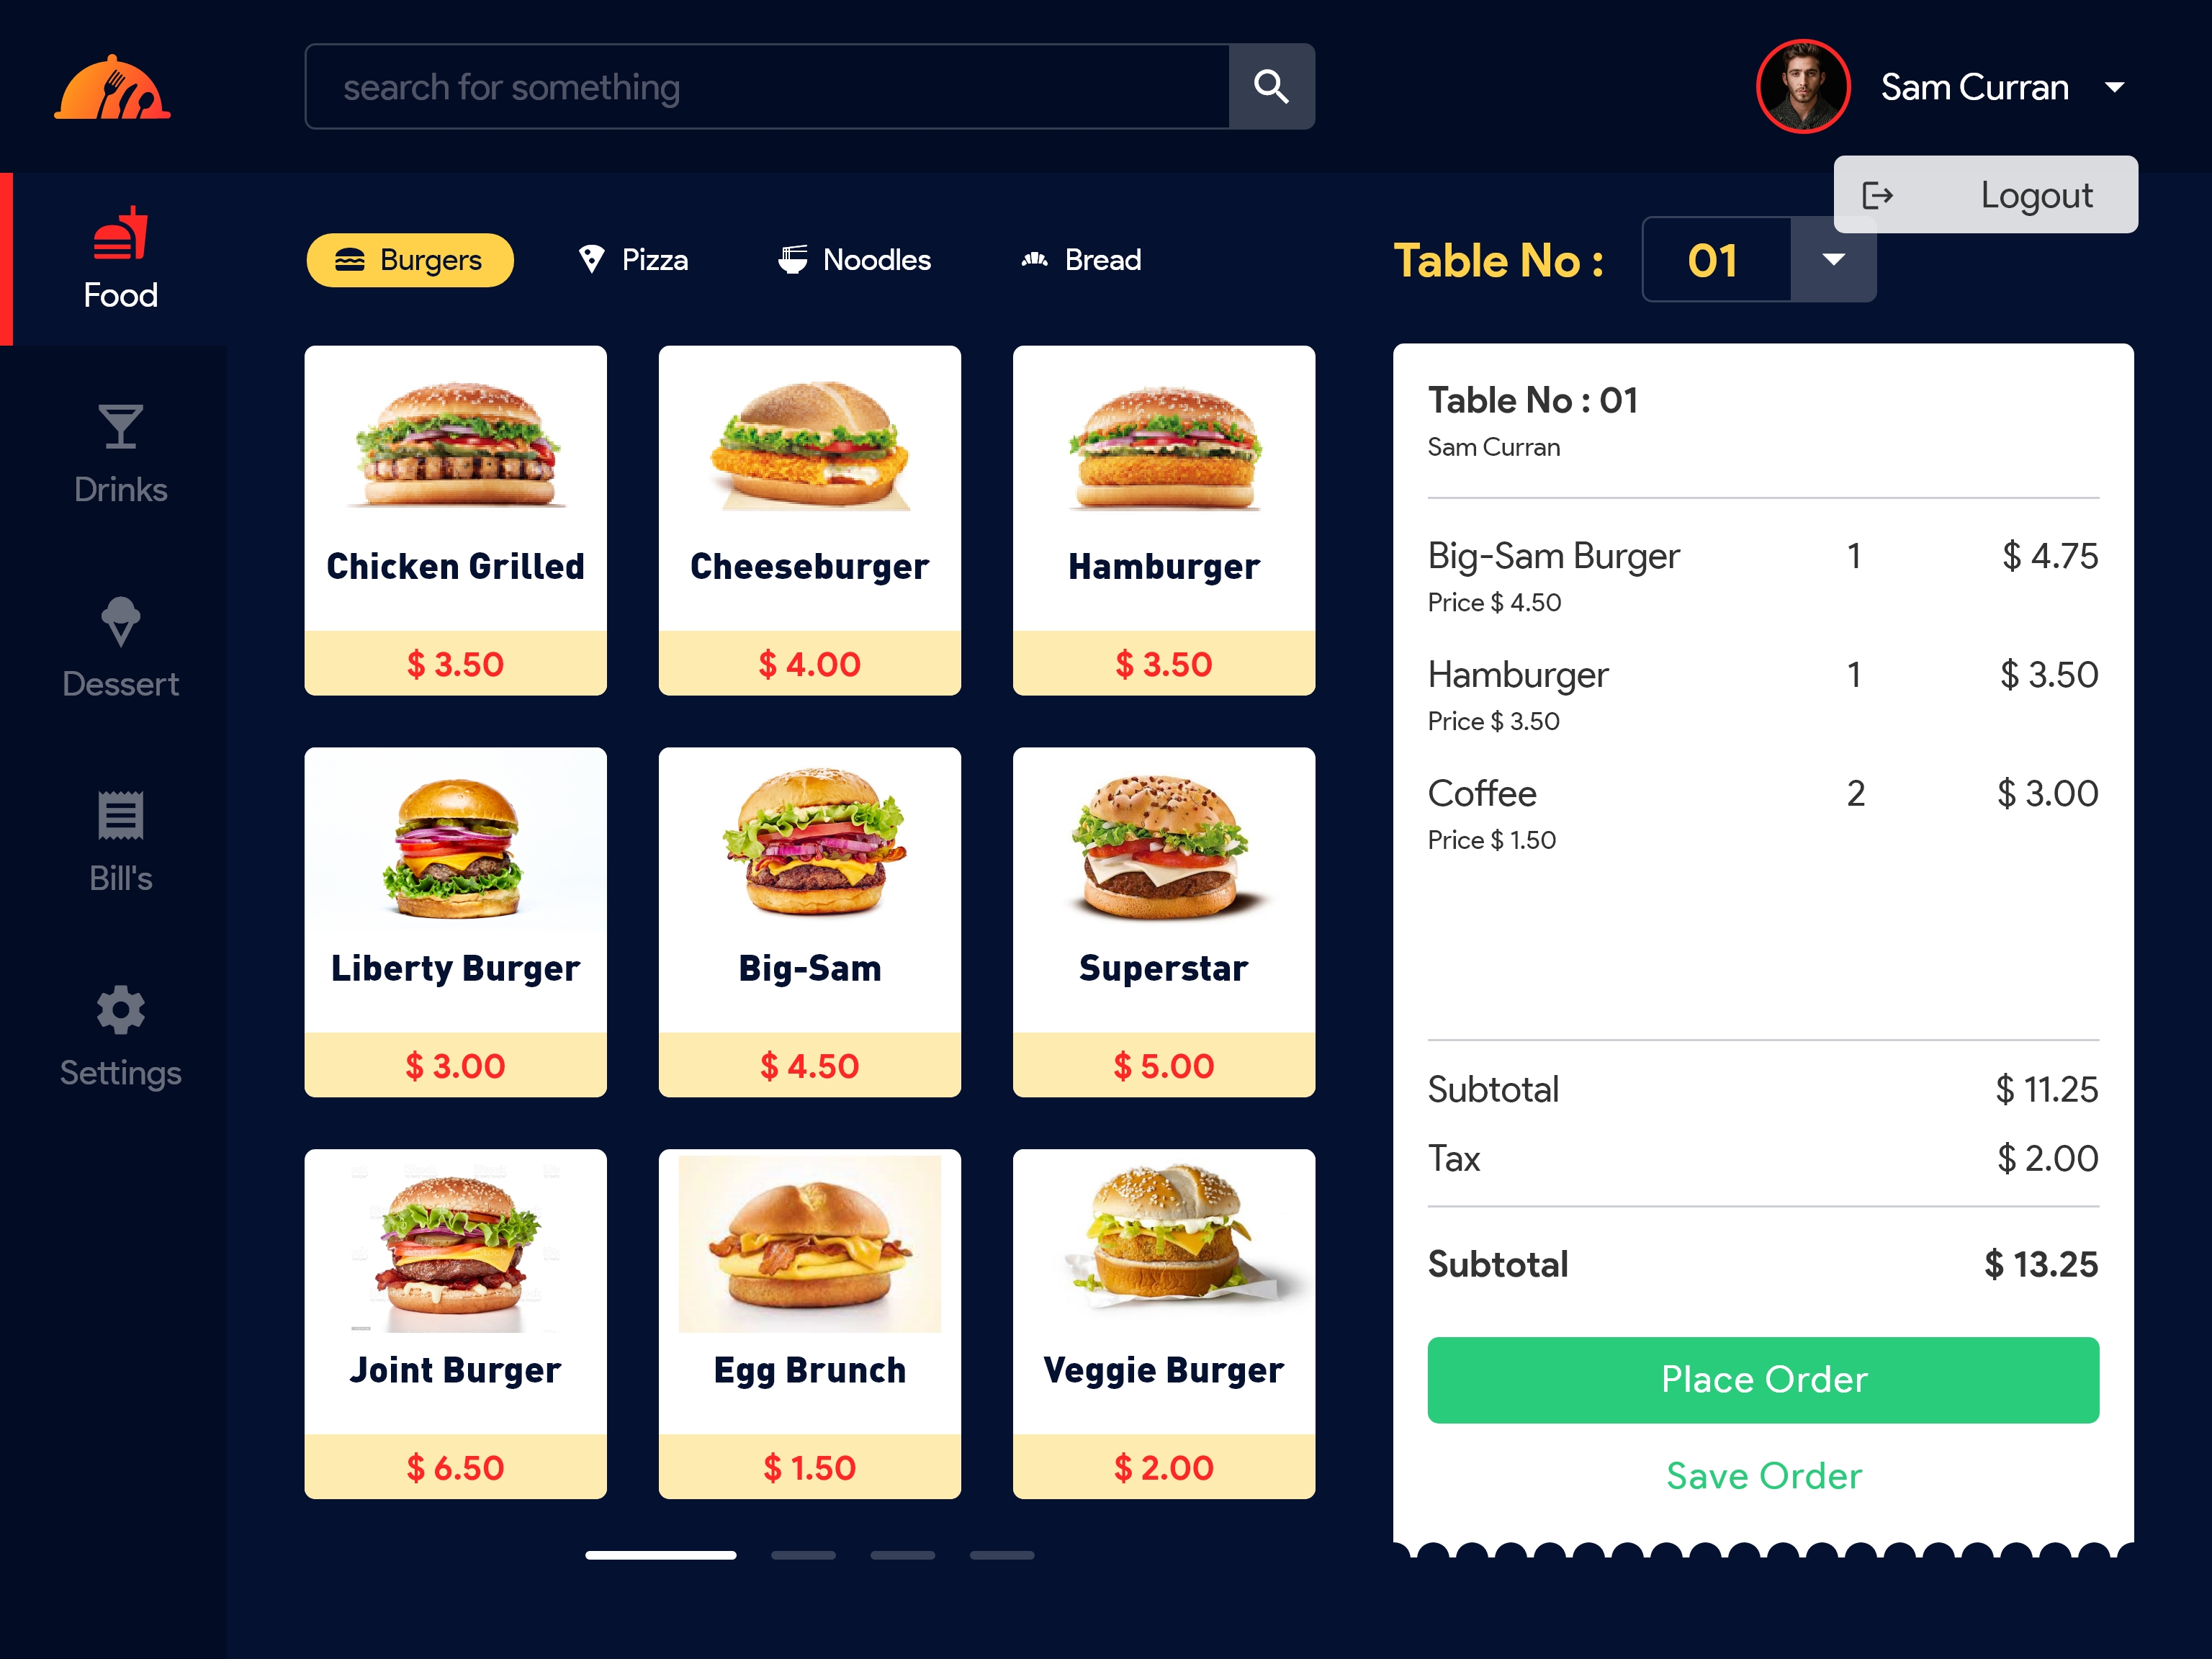 search for something
Sam Curran
Logout
Food
Drinks
Dessert
Bill's
Settings
Burgers
Pizza
Noodles
Bread
Chicken Grilled
$ 3.50
Cheeseburger
$ 4.00
Hamburger
$ 3.50
Liberty Burger
$ 3.00
Big-Sam
$ 4.50
Superstar
$ 5.00
Joint Burger
$ 6.50
Egg Brunch
$ 1.50
Veggie Burger
$ 2.00
Table No : 01
Table No : 01
Sam Curran
Big-Sam Burger 1 $ 4.75
Price $ 4.50
Hamburger 1 $ 3.50
Price $ 3.50
Coffee 2 $ 3.00
Price $ 1.50
Subtotal $ 11.25
Tax $ 2.00
Subtotal $ 13.25
Place Order
Save Order